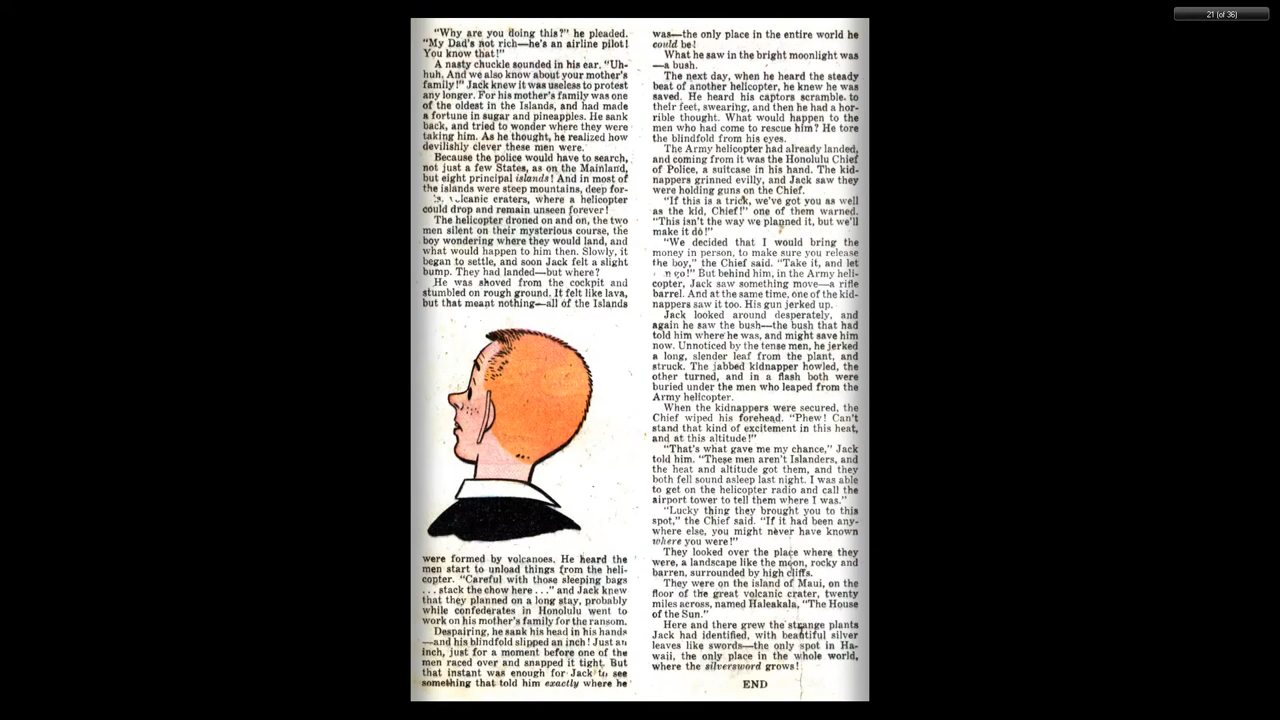 21 (of 36)
"Why are you doing this?" he pleaded.
"My Dad's not rich—he's an airline pilot!
You know that!"
A nasty chuckle sounded in his ear. "Uh-
huh. And we also know about your mother's
family!" Jack knew it was useless to protest
any longer. For his mother's family was one
of the oldest in the Islands, and had made
a fortune in sugar and pineapples. He sank
back, and tried to wonder where they were
taking him. As he thought, he realized how
devilishly clever these men were.
Because the police would have to search,
not just a few States, as on the Mainland,
but eight principal islands! And in most of
the islands were steep mountains, deep for-
volcanic craters, where a helicopter
could drop and remain unseen forever!
The helicopter droned on and on, the two
men silent on their mysterious course, the
boy wondering where they would land, and
what would happen to him then. Slowly, it
began to settle, and soon Jack felt a slight
bump. They had landed—but where?
He was shoved from the cockpit and
stumbled on rough ground. It felt like lava,
but that meant nothing—all of the Islands
were formed by volcanoes. He heard the
men start to unload things from the heli-
copter. "Careful with those sleeping bags
. . . stack the chow here . . ." and Jack knew
that they planned on a long stay, probably
while confederates in Honolulu went to
work on his mother's family for the ransom.
Despairing, he sank his head in his hands
—and his blindfold slipped an inch! Just an
inch, just for a moment before one of the
men raced over and snapped it tight. But
that instant was enough for Jack to see
something that told him exactly where he
was—the only place in the entire world he
could be!
What he saw in the bright moonlight was
—a bush.
The next day, when he heard the steady
beat of another helicopter, he knew he was
saved. He heard his captors scramble to
their feet, swearing, and then he had a hor-
rible thought. What would happen to the
men who had come to rescue him? He tore
the blindfold from his eyes.
The Army helicopter had already landed,
and coming from it was the Honolulu Chief
of Police, a suitcase in his hand. The kid-
nappers grinned evilly, and Jack saw they
were holding guns on the Chief.
"If this is a trick, we've got you as well
as the kid, Chief!" one of them warned.
"This isn't the way we planned it, but we'll
make it do!"
"We decided that I would bring the
money in person, to make sure you release
the boy," the Chief said. "Take it, and let
go!" But behind him, in the Army heli-
copter, Jack saw something move—a rifle
barrel. And at the same time, one of the kid-
nappers saw it too. His gun jerked up.
Jack looked around desperately, and
again he saw the bush—the bush that had
told him where he was, and might save him
now. Unnoticed by the tense men, he jerked
a long, slender leaf from the plant, and
struck. The jabbed kidnapper howled, the
other turned, and in a flash both were
buried under the men who leaped from the
Army helicopter.
When the kidnappers were secured, the
Chief wiped his forehead. "Phew! Can't
stand that kind of excitement in this heat,
and at this altitude!"
"That's what gave me my chance," Jack
told him. "These men aren't Islanders, and
the heat and altitude got them, and they
both fell sound asleep last night. I was able
to get on the helicopter radio and call the
airport tower to tell them where I was."
"Lucky thing they brought you to this
spot," the Chief said. "If it had been any-
where else, you might never have known
where you were!"
They looked over the place where they
were, a landscape like the moon, rocky and
barren, surrounded by high cliffs.
They were on the island of Maui, on the
floor of the great volcanic crater, twenty
miles across, named Haleakala, "The House
of the Sun."
Here and there grew the strange plants
Jack had identified, with beautiful silver
leaves like swords—the only spot in Ha-
waii, the only place in the whole world,
where the silversword grows!
END